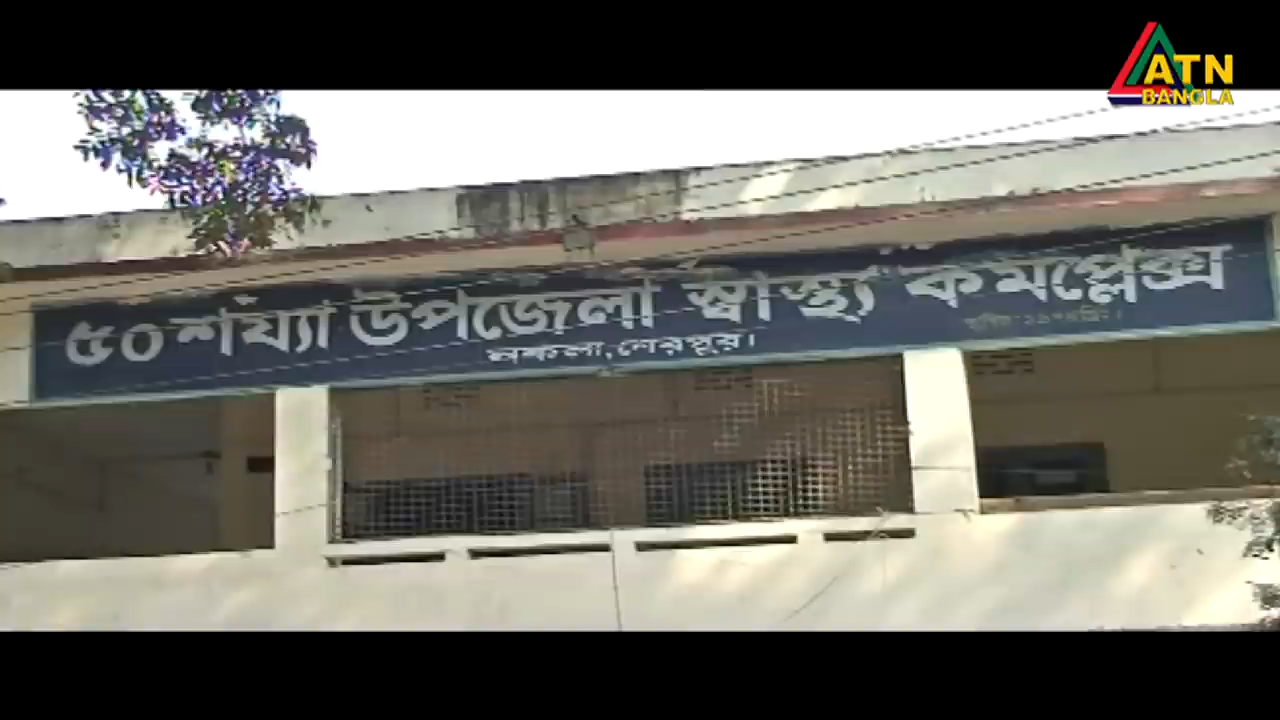 ATN
BANGLA
৫০ শয্যা উপজেলা স্বাস্থ্য কমপ্লেক্স
নকলা, শেরপুর।